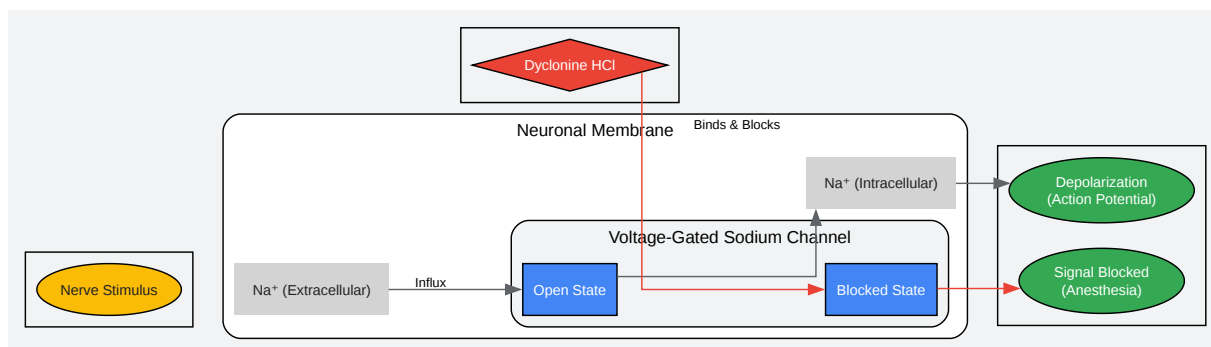 Dyclonine HCl
Neuronal Membrane
Binds & Blocks
Na⁺ (Intracellular)
Depolarization
(Action Potential)
Voltage-Gated Sodium Channel
Nerve Stimulus
Na⁺ (Extracellular)
Influx
Open State
Blocked State
Signal Blocked
(Anesthesia)